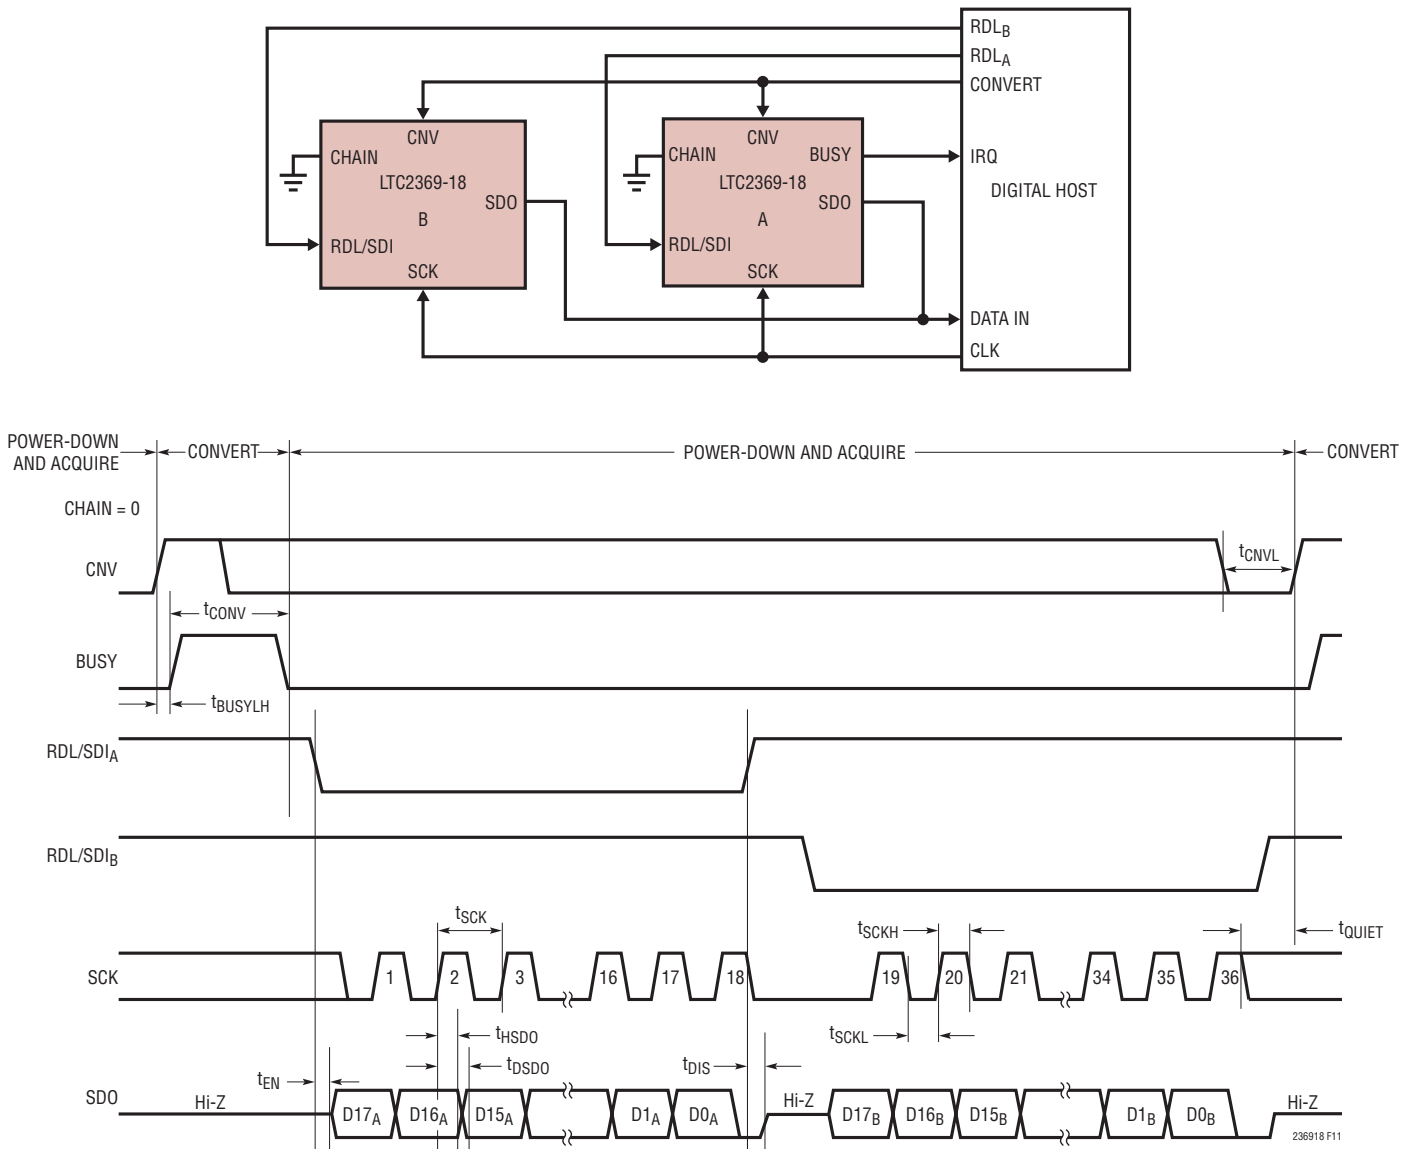 RDLB
RDLA
CONVERT
CNV
CNV
CHAIN
CHAIN
BUSY
IRQ
LTC2369-18
LTC2369-18
DIGITAL HOST
SDO
SDO
B
A
RDL/SDI
RDL/SDI
SCK
SCK
DATA IN
CLK
POWER-DOWN
AND ACQUIRE
CONVERT
POWER-DOWN AND ACQUIRE
CONVERT
CHAIN = 0
CNV
tCNVL
tCONV
BUSY
tBUSYLH
RDL/SDIA
RDL/SDIB
tSCK
tSCKH
tQUIET
SCK
1
2
3
16
17
18
19
20
21
34
35
36
tHSDO
tSCKL
tDSDO
tDIS
tEN
SDO
Hi-Z
D17A
D16A
D15A
D1A
D0A
Hi-Z
D17B
D16B
D15B
D1B
D0B
Hi-Z
236918 F11